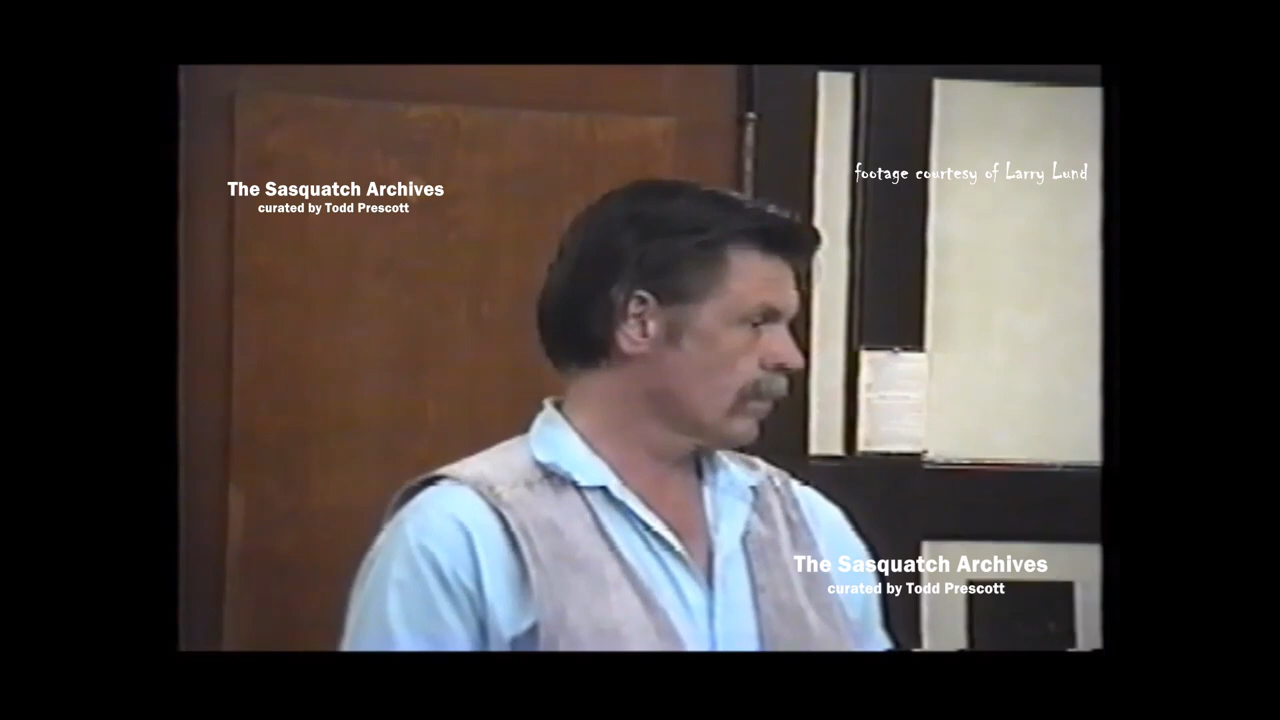 footage courtesy of Larry Lund
The Sasquatch Archives
curated by Todd Prescott
The Sasquatch Archives
curated by Todd Prescott